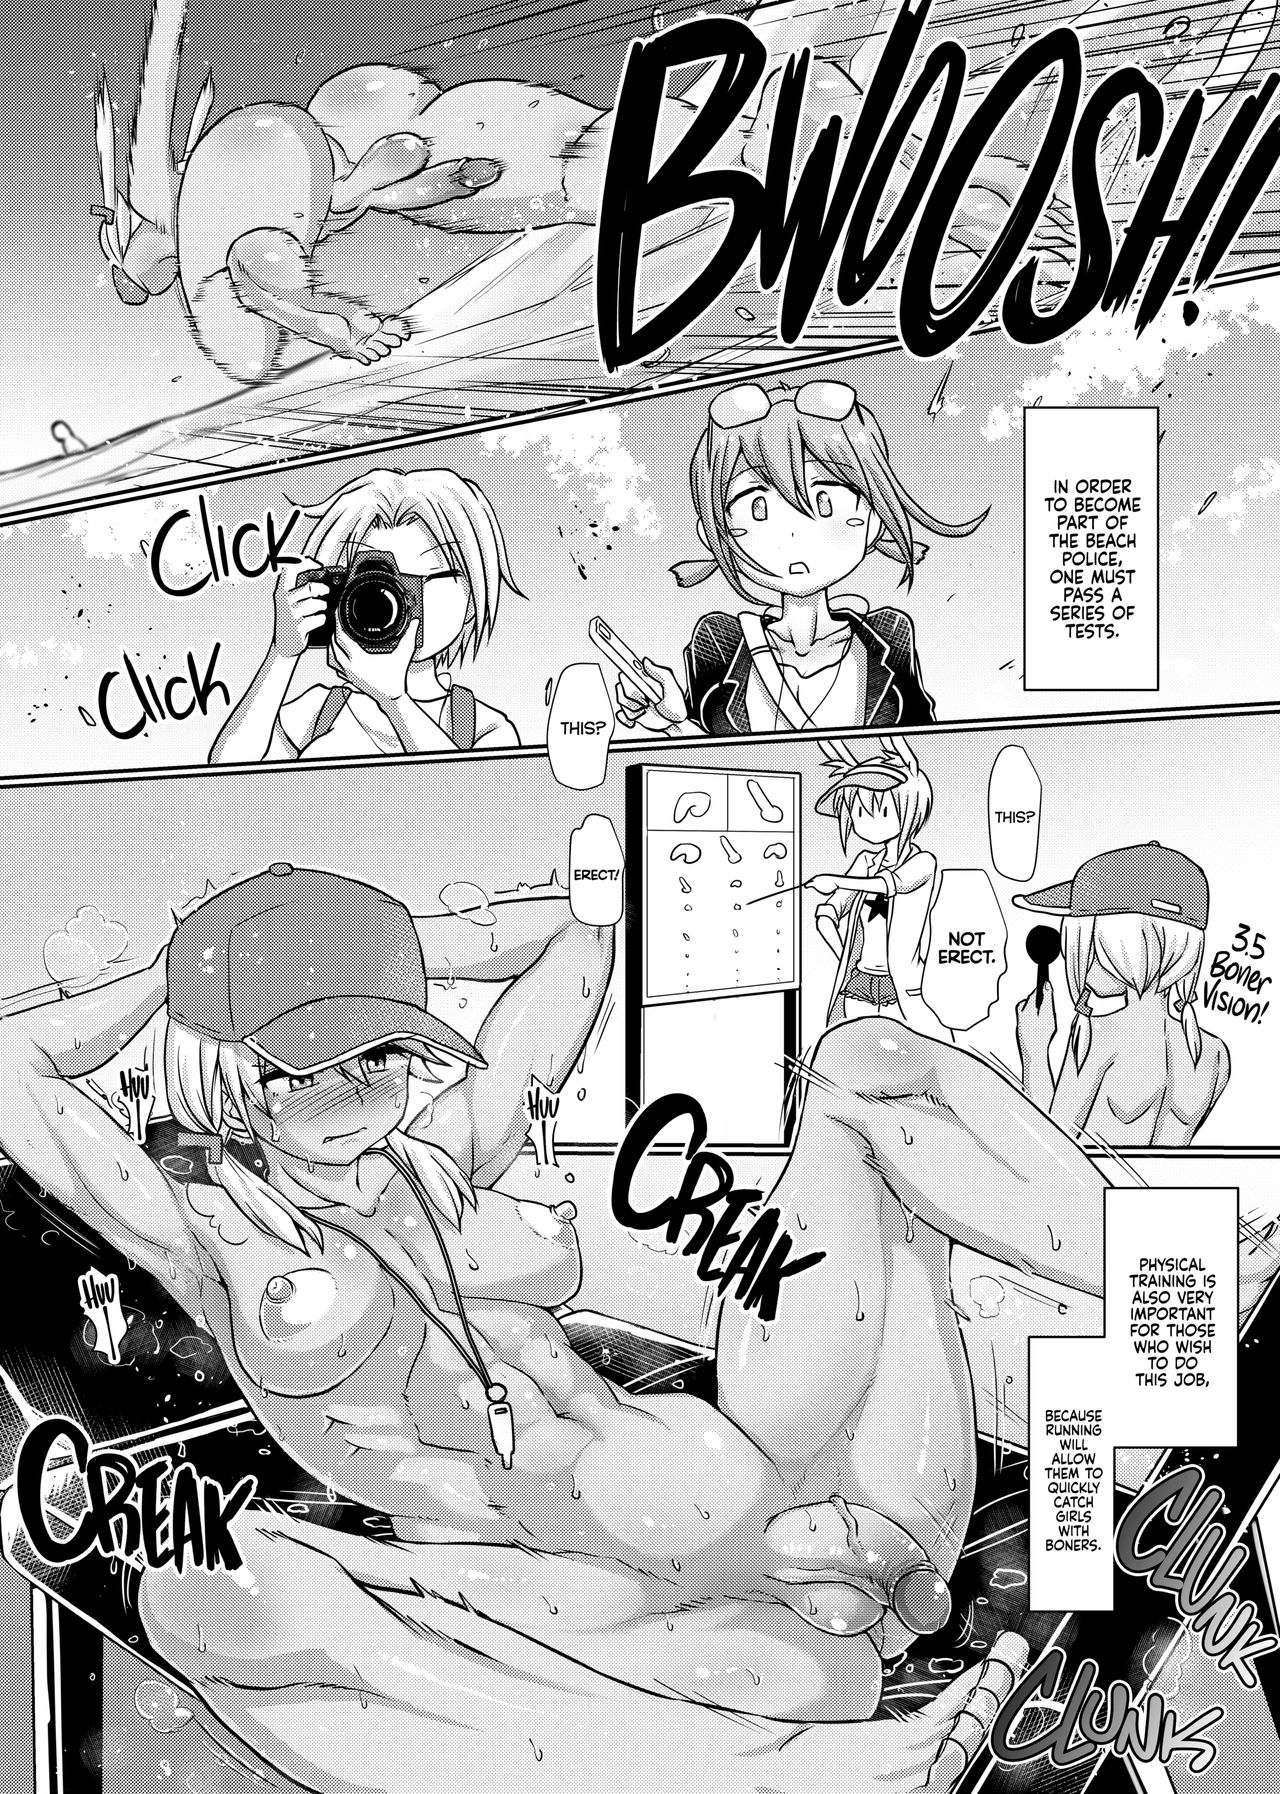 BWOOSH!
IN ORDER
TO BECOME
PART OF
THE BEACH
POLICE,
ONE MUST
PASS A
SERIES OF
TESTS.
CLICK
CLICK
THIS?
THIS?
ERECT!
NOT
ERECT.
3.5
Boner
Vision!
HUU
HUU
HUU
CREAK
CREAK
PHYSICAL
TRAINING IS
ALSO VERY
IMPORTANT
FOR THOSE
WHO WISH
TO DO
THIS JOB,
BECAUSE
RUNNING
WILL
ALLOW
THEM TO
QUICKLY
CATCH
GIRLS
WITH
BONERS.
CLUNK
CLUNK